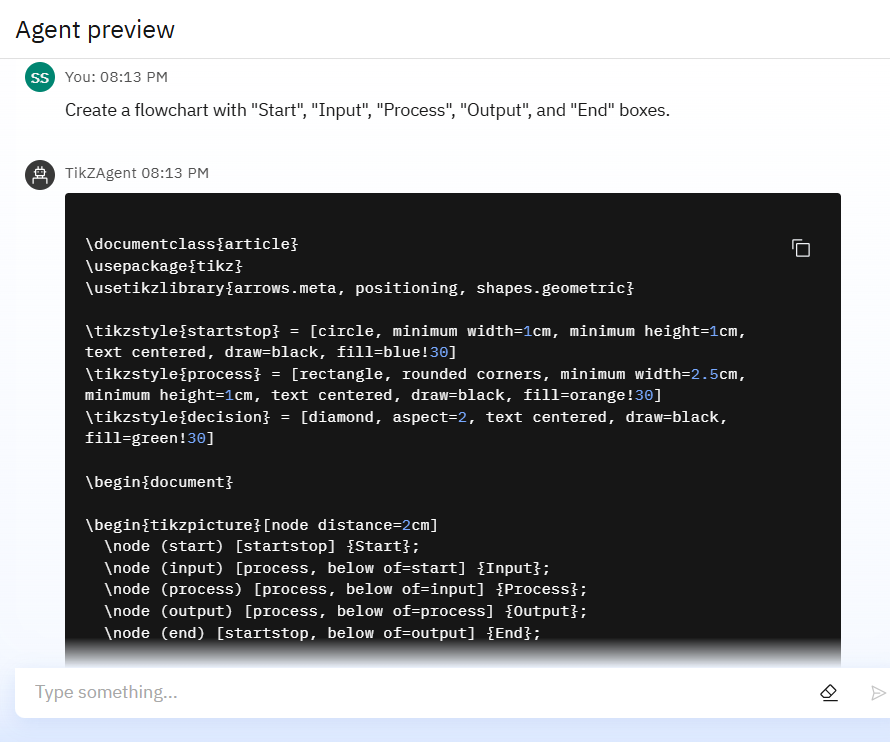 Agent preview
SS
You: 08:13 PM
Create a flowchart with "Start", "Input", "Process", "Output", and "End" boxes.
TikZAgent 08:13 PM
\documentclass{article}
\usepackage{tikz}
\usetikzlibrary{arrows.meta, positioning, shapes.geometric}
\tikzstyle{startstop} = [circle, minimum width=1cm, minimum height=1cm,
text centered, draw=black, fill=blue!30]
\tikzstyle{process} = [rectangle, rounded corners, minimum width=2.5cm,
minimum height=1cm, text centered, draw=black, fill=orange!30]
\tikzstyle{decision} = [diamond, aspect=2, text centered, draw=black,
fill=green!30]
\begin{document}
\begin{tikzpicture}[node distance=2cm]
\node (start) [startstop] {Start};
\node (input) [process, below of=start] {Input};
\node (process) [process, below of=input] {Process};
\node (output) [process, below of=process] {Output};
\node (end) [startstop, below of=output] {End};
Type something...